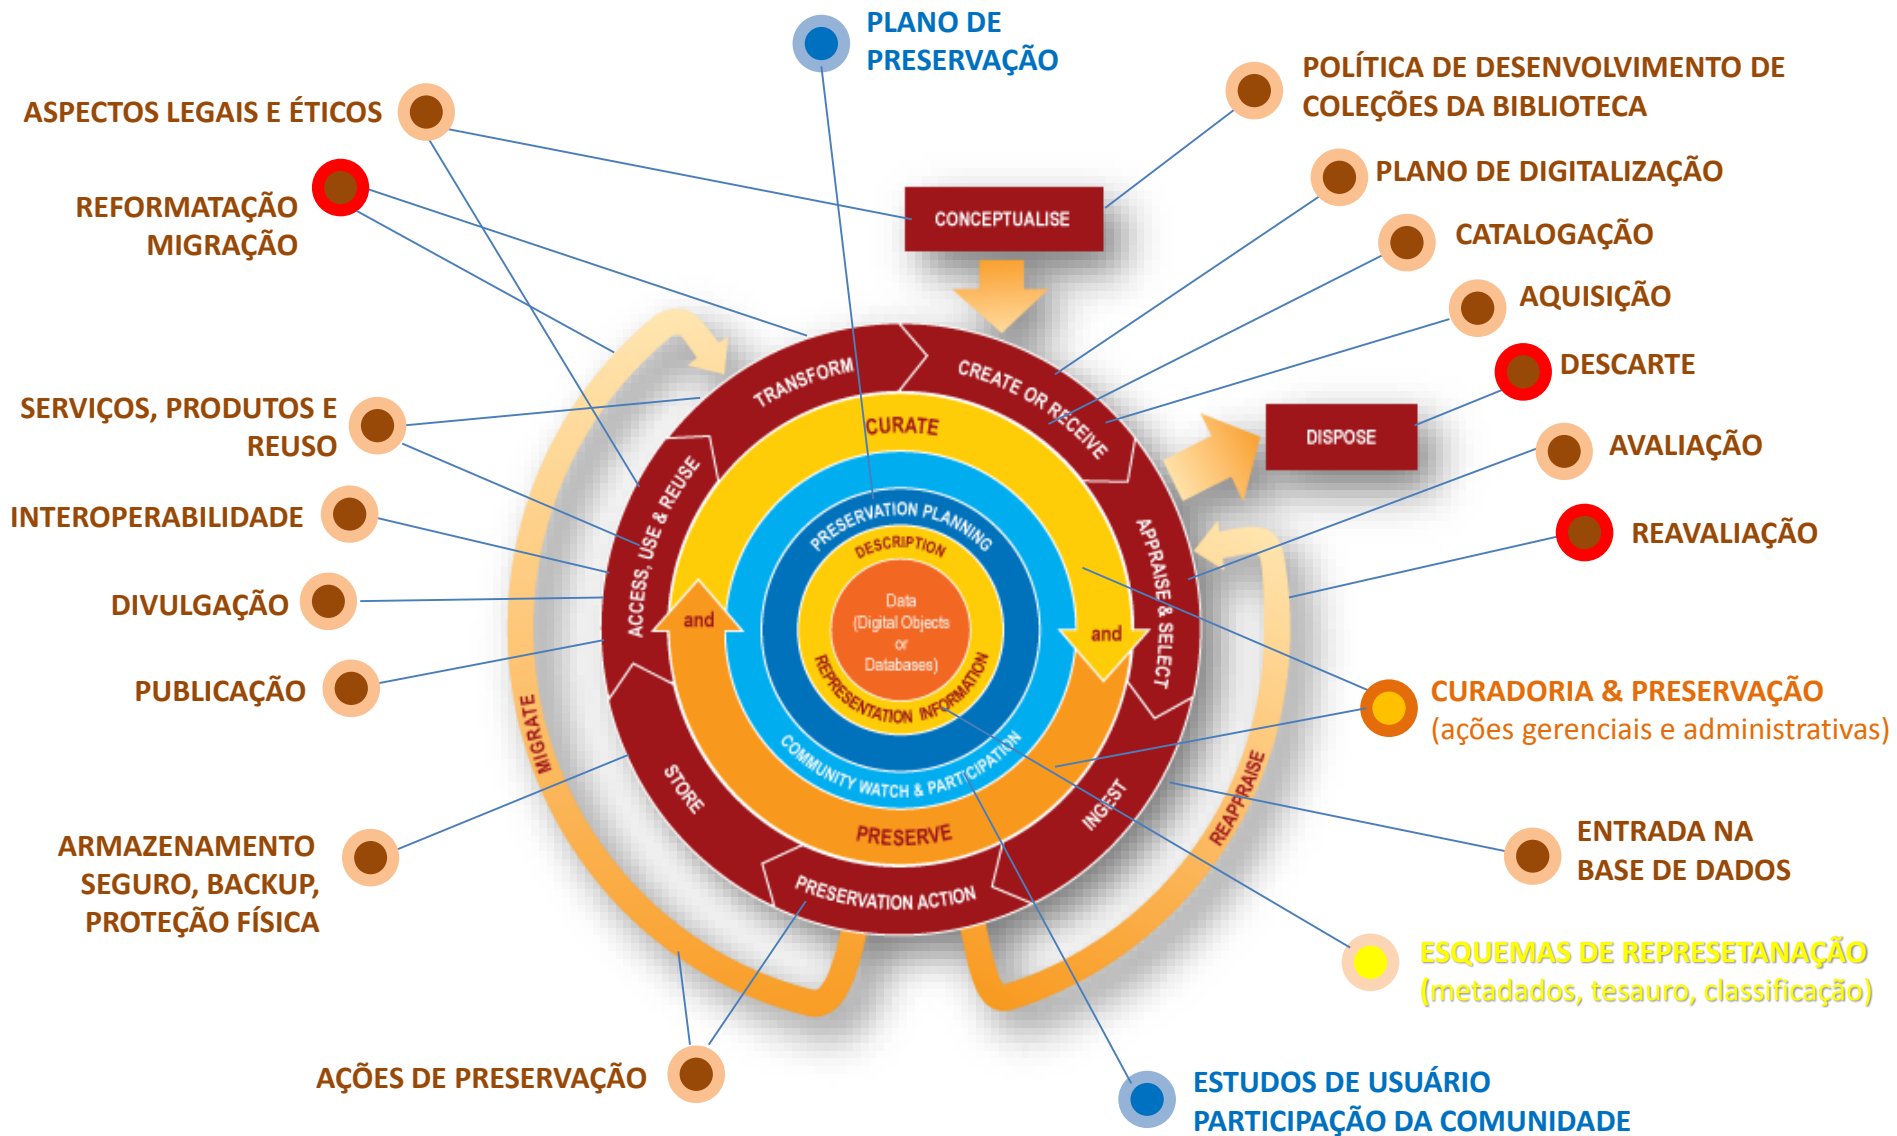 PLANO DE
PRESERVAÇÃO
POLÍTICA DE DESENVOLVIMENTO DE
COLEÇÕES DA BIBLIOTECA
ASPECTOS LEGAIS E ÉTICOS
PLANO DE DIGITALIZAÇÃO
REFORMATAÇÃO
MIGRAÇÃO
CONCEPTUALISE
CATALOGAÇÃO
AQUISIÇÃO
DESCARTE
SERVIÇOS, PRODUTOS E
REUSO
DISPOSE
AVALIAÇÃO
INTEROPERABILIDADE
REAVALIAÇÃO
DIVULGAÇÃO
PUBLICAÇÃO
TRANSFORM
CREATE OR RECEIVE
APPRAISE & SELECT
INGEST
PRESERVATION ACTION
STORE
ACCESS, USE & REUSE
CURATE
and
PRESERVE
and
COMMUNITY WATCH & PARTICIPATION
PRESERVATION PLANNING
DESCRIPTION
REPRESENTATION INFORMATION
Data
(Digital Objects
or
Databases)
MIGRATE
REAPPRAISE
CURADORIA & PRESERVAÇÃO
(ações gerenciais e administrativas)
ARMAZENAMENTO
SEGURO, BACKUP,
PROTEÇÃO FÍSICA
ENTRADA NA
BASE DE DADOS
ESQUEMAS DE REPRESETANAÇÃO
(metadados, tesauro, classificação)
AÇÕES DE PRESERVAÇÃO
ESTUDOS DE USUÁRIO
PARTICIPAÇÃO DA COMUNIDADE